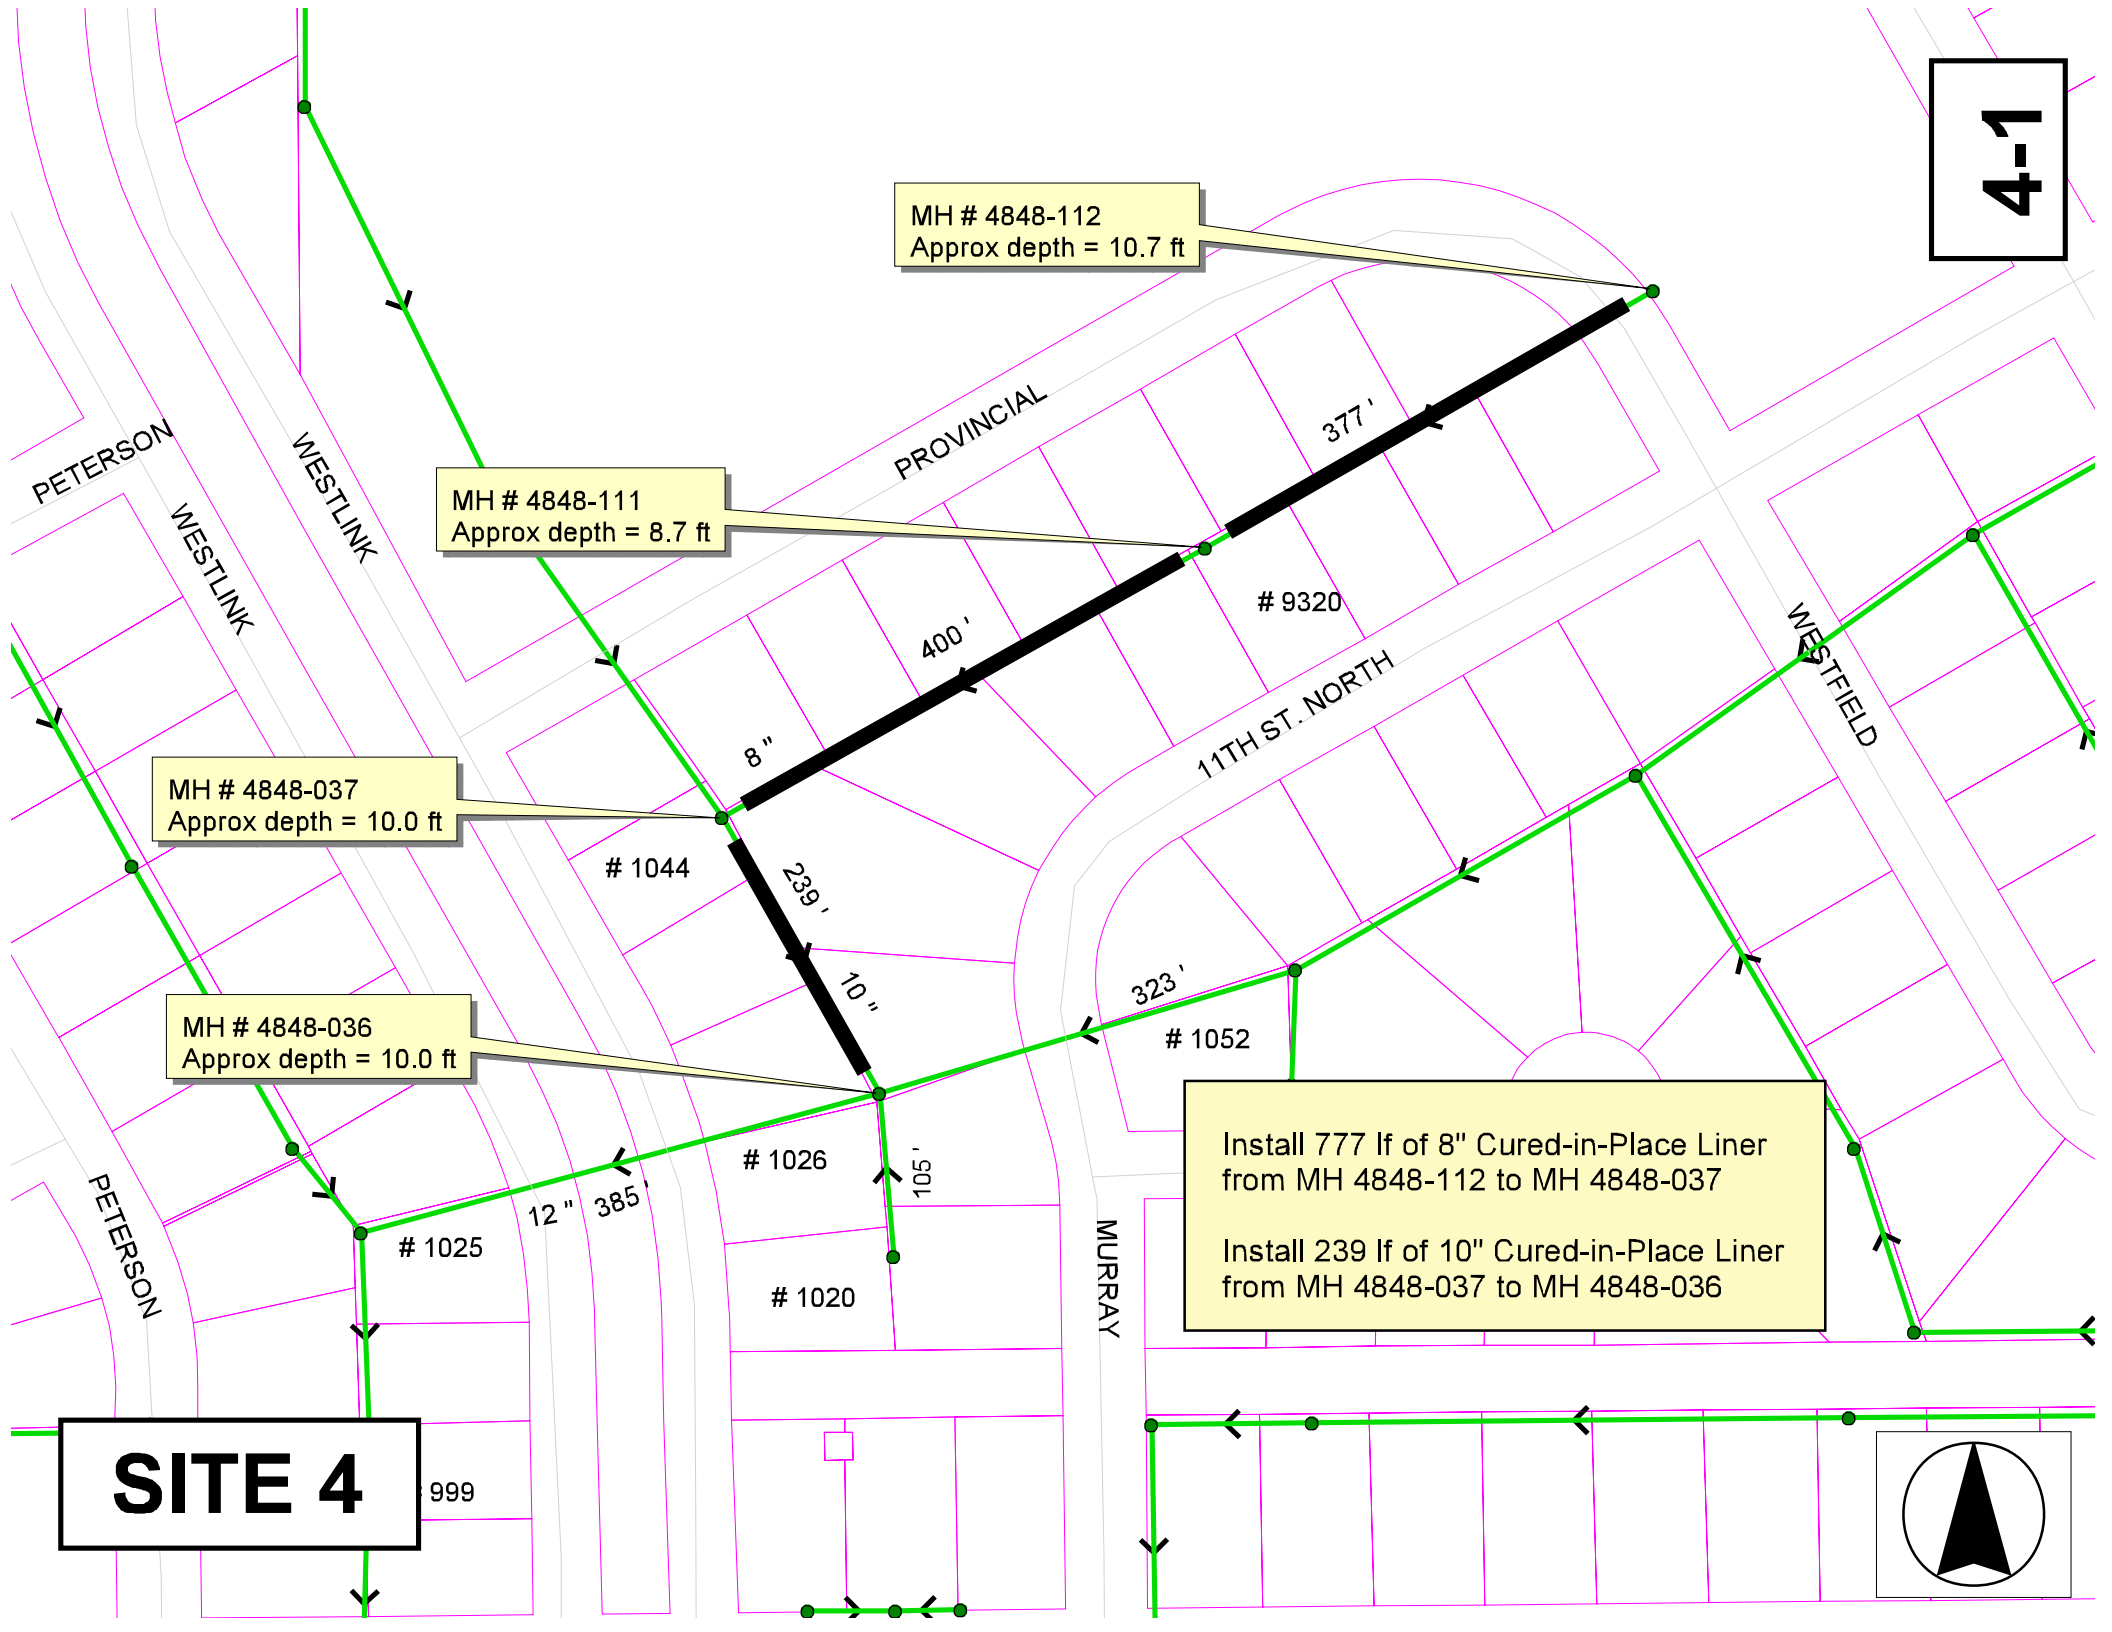 4-1
MH # 4848-112
Approx depth = 10.7 ft
377 '
PROVINCIAL
PETERSON
WESTLINK
WESTLINK
MH # 4848-111
Approx depth = 8.7 ft
# 9320
400 '
11TH ST. NORTH
WESTFIELD
8 "
MH # 4848-037
Approx depth = 10.0 ft
# 1044
239 '
10 "
323 '
# 1052
MH # 4848-036
Approx depth = 10.0 ft
# 1026
105 '
12 "
385 '
# 1025
PETERSON
# 1020
MURRAY
Install 777 lf of 8" Cured-in-Place Liner
from MH 4848-112 to MH 4848-037
Install 239 lf of 10" Cured-in-Place Liner
from MH 4848-037 to MH 4848-036
SITE 4
999